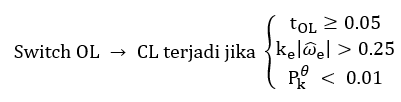 t_OL ≥ 0.05
Switch OL → CL terjadi jika { k_e|ω̂_e| > 0.25
P_k^θ < 0.01